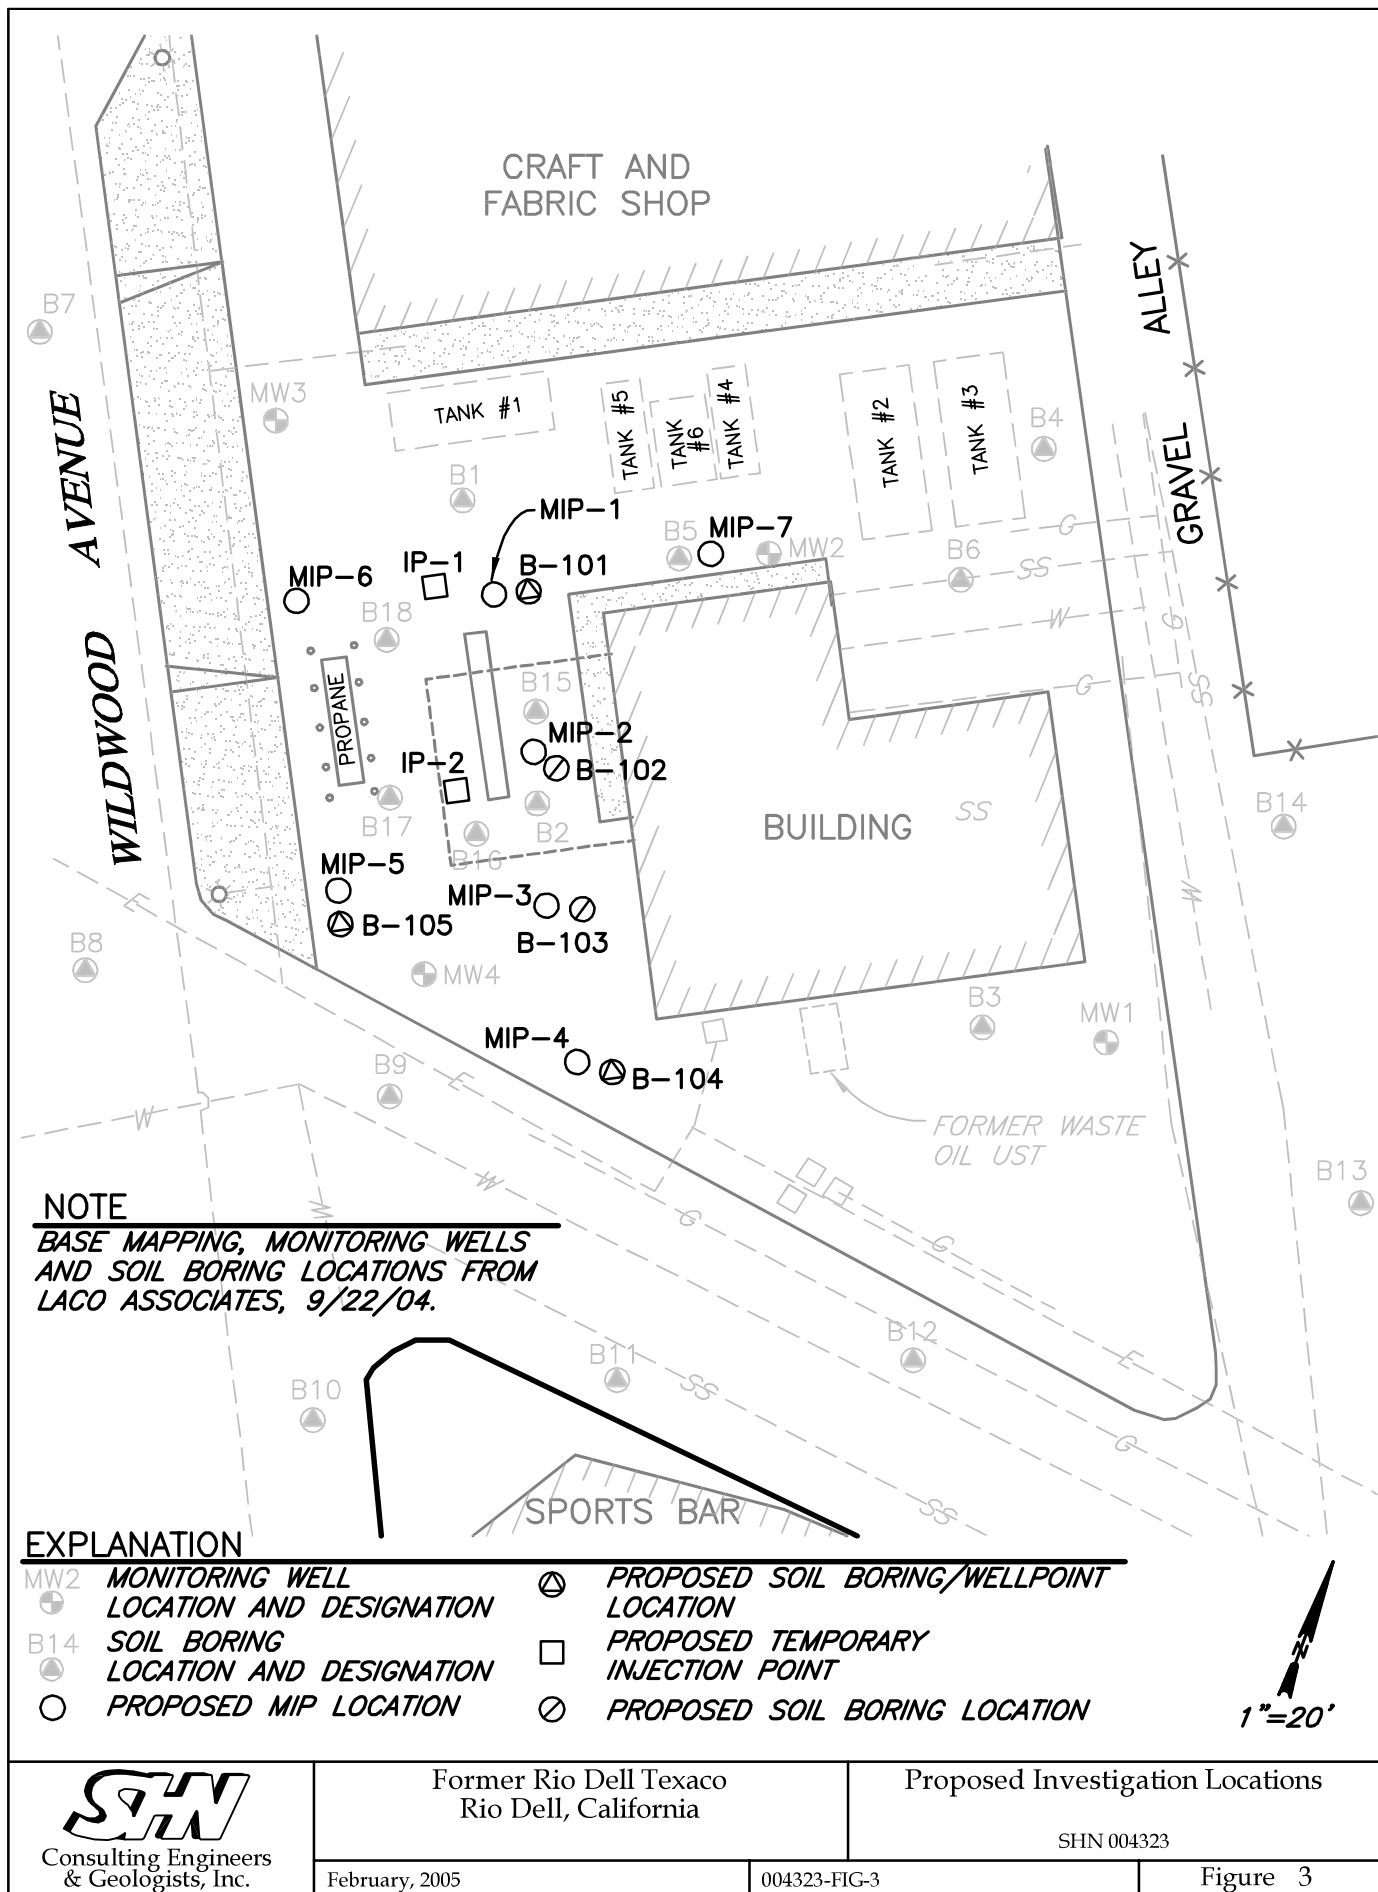 CRAFT AND
FABRIC SHOP
ALLEY
GRAVEL
B7
MW3
TANK #1
TANK #5
TANK #6
TANK #4
TANK #2
TANK #3
B4
WILDWOOD AVENUE
B1
MIP-1
MIP-7
B5
MW2
G
B6
SS
IP-1
B-101
MIP-6
B18
W
G
B15
G
SS
PROPANE
MIP-2
IP-2
B-102
B17
B2
B16
BUILDING
SS
B14
MIP-5
MIP-3
W
E
B-105
B-103
B8
MW4
B3
MW1
MIP-4
B9
E
B-104
W
FORMER WASTE
OIL UST
B13
W
W
G
G
NOTE
BASE MAPPING, MONITORING WELLS
AND SOIL BORING LOCATIONS FROM
LACO ASSOCIATES, 9/22/04.
B12
B11
E
SS
B10
G
SPORTS BAR
SS
EXPLANATION
MW2 MONITORING WELL
LOCATION AND DESIGNATION
B14 SOIL BORING
LOCATION AND DESIGNATION
PROPOSED MIP LOCATION
PROPOSED SOIL BORING/WELLPOINT
LOCATION
PROPOSED TEMPORARY
INJECTION POINT
PROPOSED SOIL BORING LOCATION
N
1"=20'
SHN
Consulting Engineers
& Geologists, Inc.
Former Rio Dell Texaco
Rio Dell, California
Proposed Investigation Locations
SHN 004323
February, 2005
004323-FIG-3
Figure 3